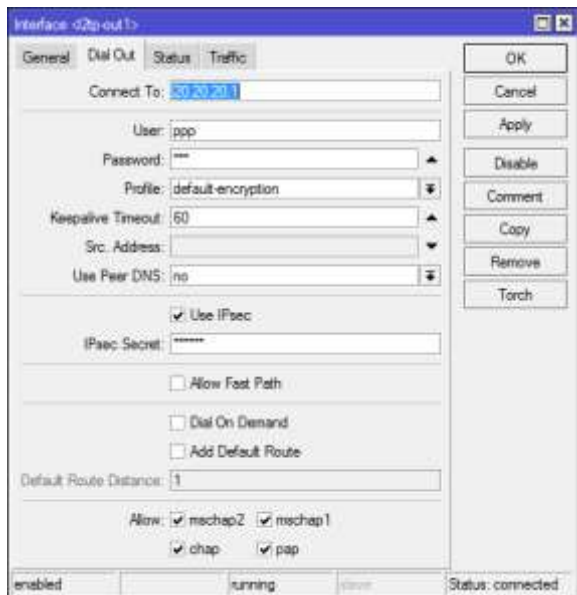 Interface <l2tp-out1>
General Dial Out Status Traffic
Connect To: 20.20.20.1
User: ppp
Password: ***
Profile: default-encryption
Keepalive Timeout: 60
Src. Address:
Use Peer DNS: no
Use IPsec
IPsec Secret: ******
Allow Fast Path
Dial On Demand
Add Default Route
Default Route Distance: 1
Allow: mschap2 mschap1
chap pap
OK
Cancel
Apply
Disable
Comment
Copy
Remove
Torch
enabled running slave Status: connected